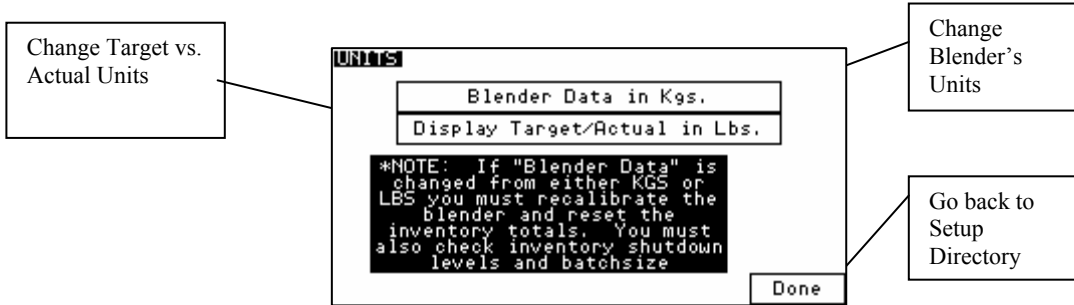 Change Target vs.
Actual Units
UNITS
Blender Data in Kgs.
Display Target/Actual in Lbs.
*NOTE: If "Blender Data" is
changed from either KGS or
LBS you must recalibrate the
blender and reset the
inventory totals. You must
also check inventory shutdown
levels and batchsize
Done
Change
Blender's
Units
Go back to
Setup
Directory